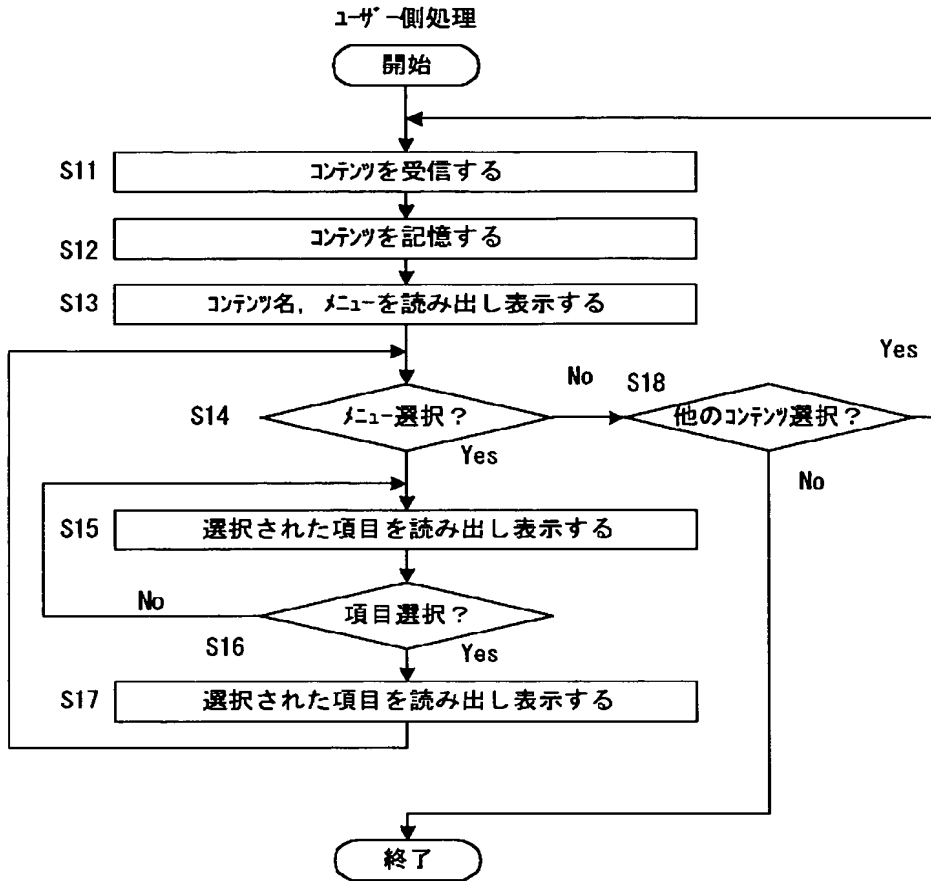 ﾕｰｻﾞｰ側処理
開始
S11 ｺﾝﾃﾝﾂを受信する
S12 ｺﾝﾃﾝﾂを記憶する
S13 ｺﾝﾃﾝﾂ名，ﾒﾆｭｰを読み出し表示する
Yes
No S18
S14 ﾒﾆｭｰ選択？ 他のｺﾝﾃﾝﾂ選択？
Yes
No
S15 選択された項目を読み出し表示する
No 項目選択？
S16 Yes
S17 選択された項目を読み出し表示する
終了